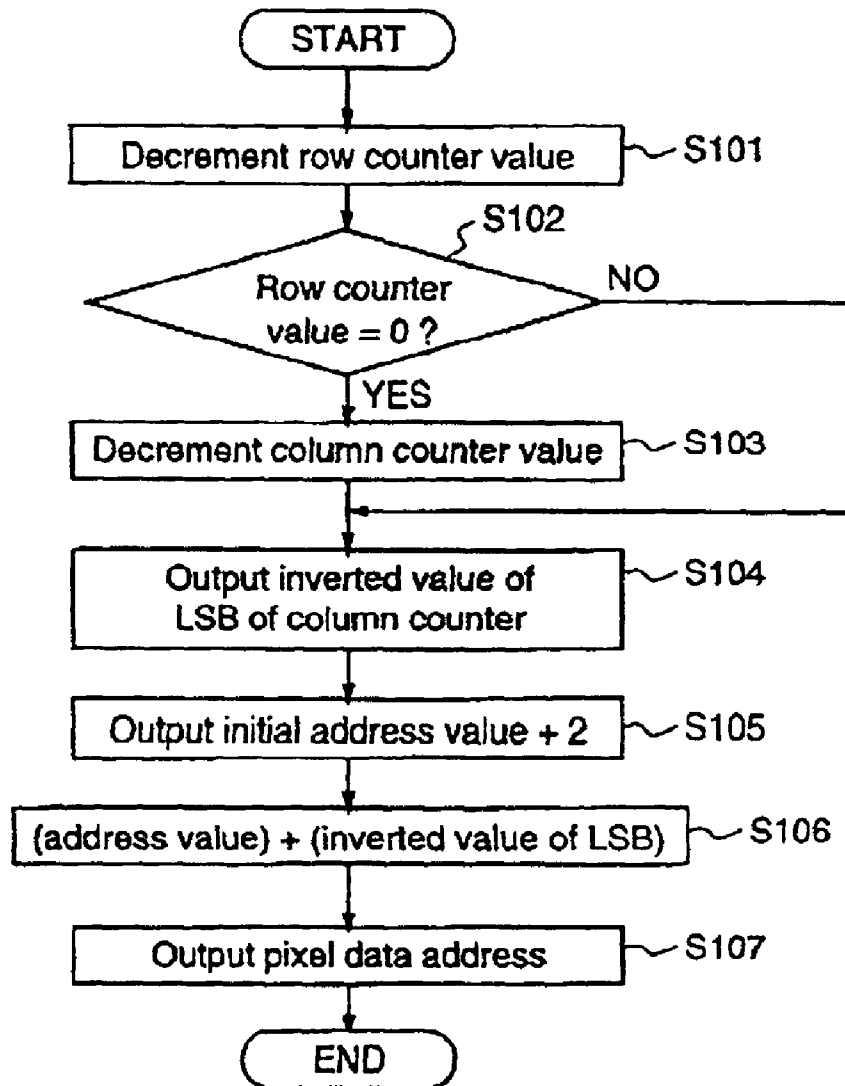 START
Decrement row counter value
S101
S102
Row counter
value = 0 ?
NO
YES
Decrement column counter value
S103
Output inverted value of
LSB of column counter
S104
Output initial address value + 2
S105
(address value) + (inverted value of LSB)
S106
Output pixel data address
S107
END